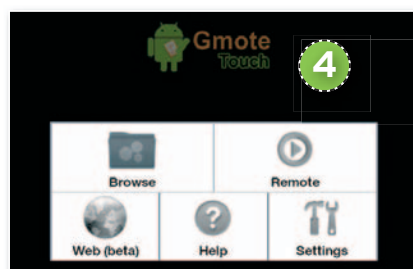 Gmote
Touch
4
Browse
Remote
Web (beta)
Help
Settings